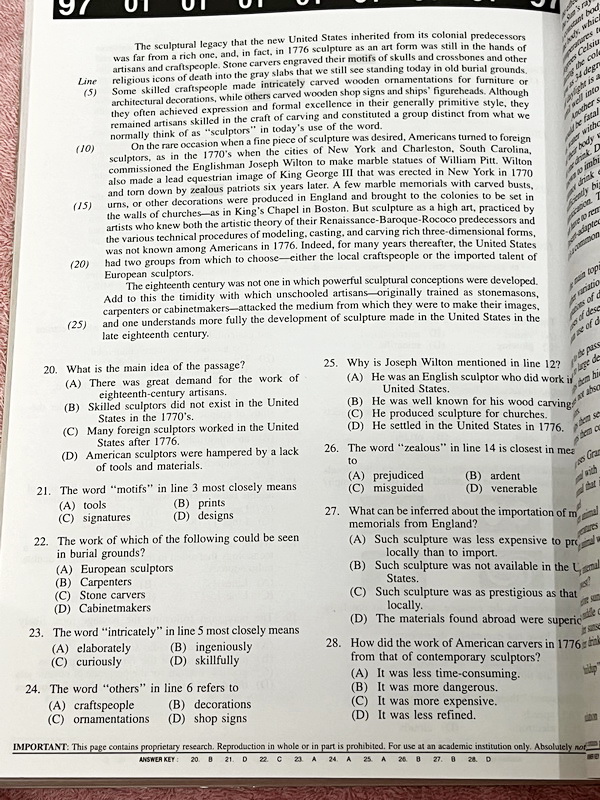 97 01 01 01 01 01 01 97
The sculptural legacy that the new United States inherited from its colonial predecessors
was far from a rich one, and, in fact, in 1776 sculpture as an art form was still in the hands of
artisans and craftspeople. Stone carvers engraved their motifs of skulls and crossbones and other
Line religious icons of death into the gray slabs that we still see standing today in old burial grounds.
(5) Some skilled craftspeople made intricately carved wooden ornamentations for furniture or
architectural decorations, while others carved wooden shop signs and ships' figureheads. Although
they often achieved expression and formal excellence in their generally primitive style, they
remained artisans skilled in the craft of carving and constituted a group distinct from what we
normally think of as "sculptors" in today's use of the word.
(10) On the rare occasion when a fine piece of sculpture was desired, Americans turned to foreign
sculptors, as in the 1770's when the cities of New York and Charleston, South Carolina,
commissioned the Englishman Joseph Wilton to make marble statues of William Pitt. Wilton
also made a lead equestrian image of King George III that was erected in New York in 1770
and torn down by zealous patriots six years later. A few marble memorials with carved busts,
(15) urns, or other decorations were produced in England and brought to the colonies to be set in
the walls of churches—as in King's Chapel in Boston. But sculpture as a high art, practiced by
artists who knew both the artistic theory of their Renaissance-Baroque-Rococo predecessors and
the various technical procedures of modeling, casting, and carving rich three-dimensional forms,
was not known among Americans in 1776. Indeed, for many years thereafter, the United States
(20) had two groups from which to choose—either the local craftspeople or the imported talent of
European sculptors.
The eighteenth century was not one in which powerful sculptural conceptions were developed.
Add to this the timidity with which unschooled artisans—originally trained as stonemasons,
carpenters or cabinetmakers—attacked the medium from which they were to make their images,
(25) and one understands more fully the development of sculpture made in the United States in the
late eighteenth century.
20. What is the main idea of the passage?
(A) There was great demand for the work of
eighteenth-century artisans.
(B) Skilled sculptors did not exist in the United
States in the 1770's.
(C) Many foreign sculptors worked in the United
States after 1776.
(D) American sculptors were hampered by a lack
of tools and materials.
21. The word "motifs" in line 3 most closely means
(A) tools (B) prints
(C) signatures (D) designs
22. The work of which of the following could be seen
in burial grounds?
(A) European sculptors
(B) Carpenters
(C) Stone carvers
(D) Cabinetmakers
23. The word "intricately" in line 5 most closely means
(A) elaborately (B) ingeniously
(C) curiously (D) skillfully
24. The word "others" in line 6 refers to
(A) craftspeople (B) decorations
(C) ornamentations (D) shop signs
25. Why is Joseph Wilton mentioned in line 12?
(A) He was an English sculptor who did work i
United States.
(B) He was well known for his wood carving
(C) He produced sculpture for churches.
(D) He settled in the United States in 1776.
26. The word "zealous" in line 14 is closest in mea
to
(A) prejudiced (B) ardent
(C) misguided (D) venerable
27. What can be inferred about the importation of m
memorials from England?
(A) Such sculpture was less expensive to pr
locally than to import.
(B) Such sculpture was not available in the U
States.
(C) Such sculpture was as prestigious as that
locally.
(D) The materials found abroad were superio
28. How did the work of American carvers in 1776
from that of contemporary sculptors?
(A) It was less time-consuming.
(B) It was more dangerous.
(C) It was more expensive.
(D) It was less refined.
IMPORTANT: This page contains proprietary research. Reproduction in whole or in part is prohibited. For use at an academic institution only. Absolutely not
ANSWER KEY: 20. B 21. D 22. C 23. A 24. A 25. A 26. B 27. B 28. D